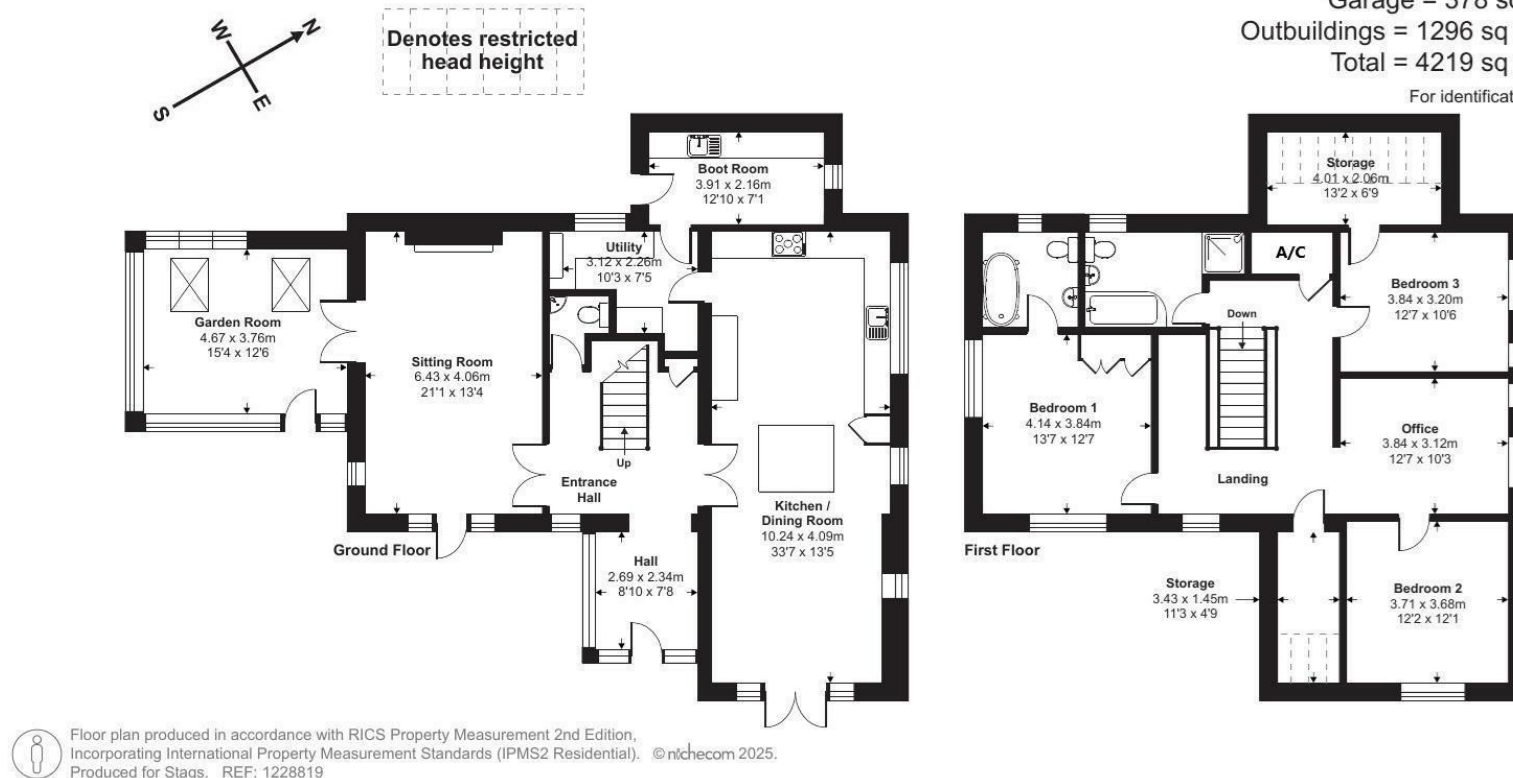 W
N
S
E
Denotes restricted
head height
Garage = 378 sq
Outbuildings = 1296 sq
Total = 4219 sq
For identificat
Boot Room
3.91 x 2.16m
12'10 x 7'1
Utility
3.12 x 2.26m
10'3 x 7'5
Garden Room
4.67 x 3.76m
15'4 x 12'6
Sitting Room
6.43 x 4.06m
21'1 x 13'4
Up
Entrance
Hall
Kitchen /
Dining Room
10.24 x 4.09m
33'7 x 13'5
Hall
2.69 x 2.34m
8'10 x 7'8
Ground Floor
Storage
4.01 x 2.06m
13'2 x 6'9
A/C
Bedroom 3
3.84 x 3.20m
12'7 x 10'6
Down
Bedroom 1
4.14 x 3.84m
13'7 x 12'7
Office
3.84 x 3.12m
12'7 x 10'3
Landing
First Floor
Storage
3.43 x 1.45m
11'3 x 4'9
Bedroom 2
3.71 x 3.68m
12'2 x 12'1
Floor plan produced in accordance with RICS Property Measurement 2nd Edition,
Incorporating International Property Measurement Standards (IPMS2 Residential). © nichecom 2025.
Produced for Stags. REF: 1228819